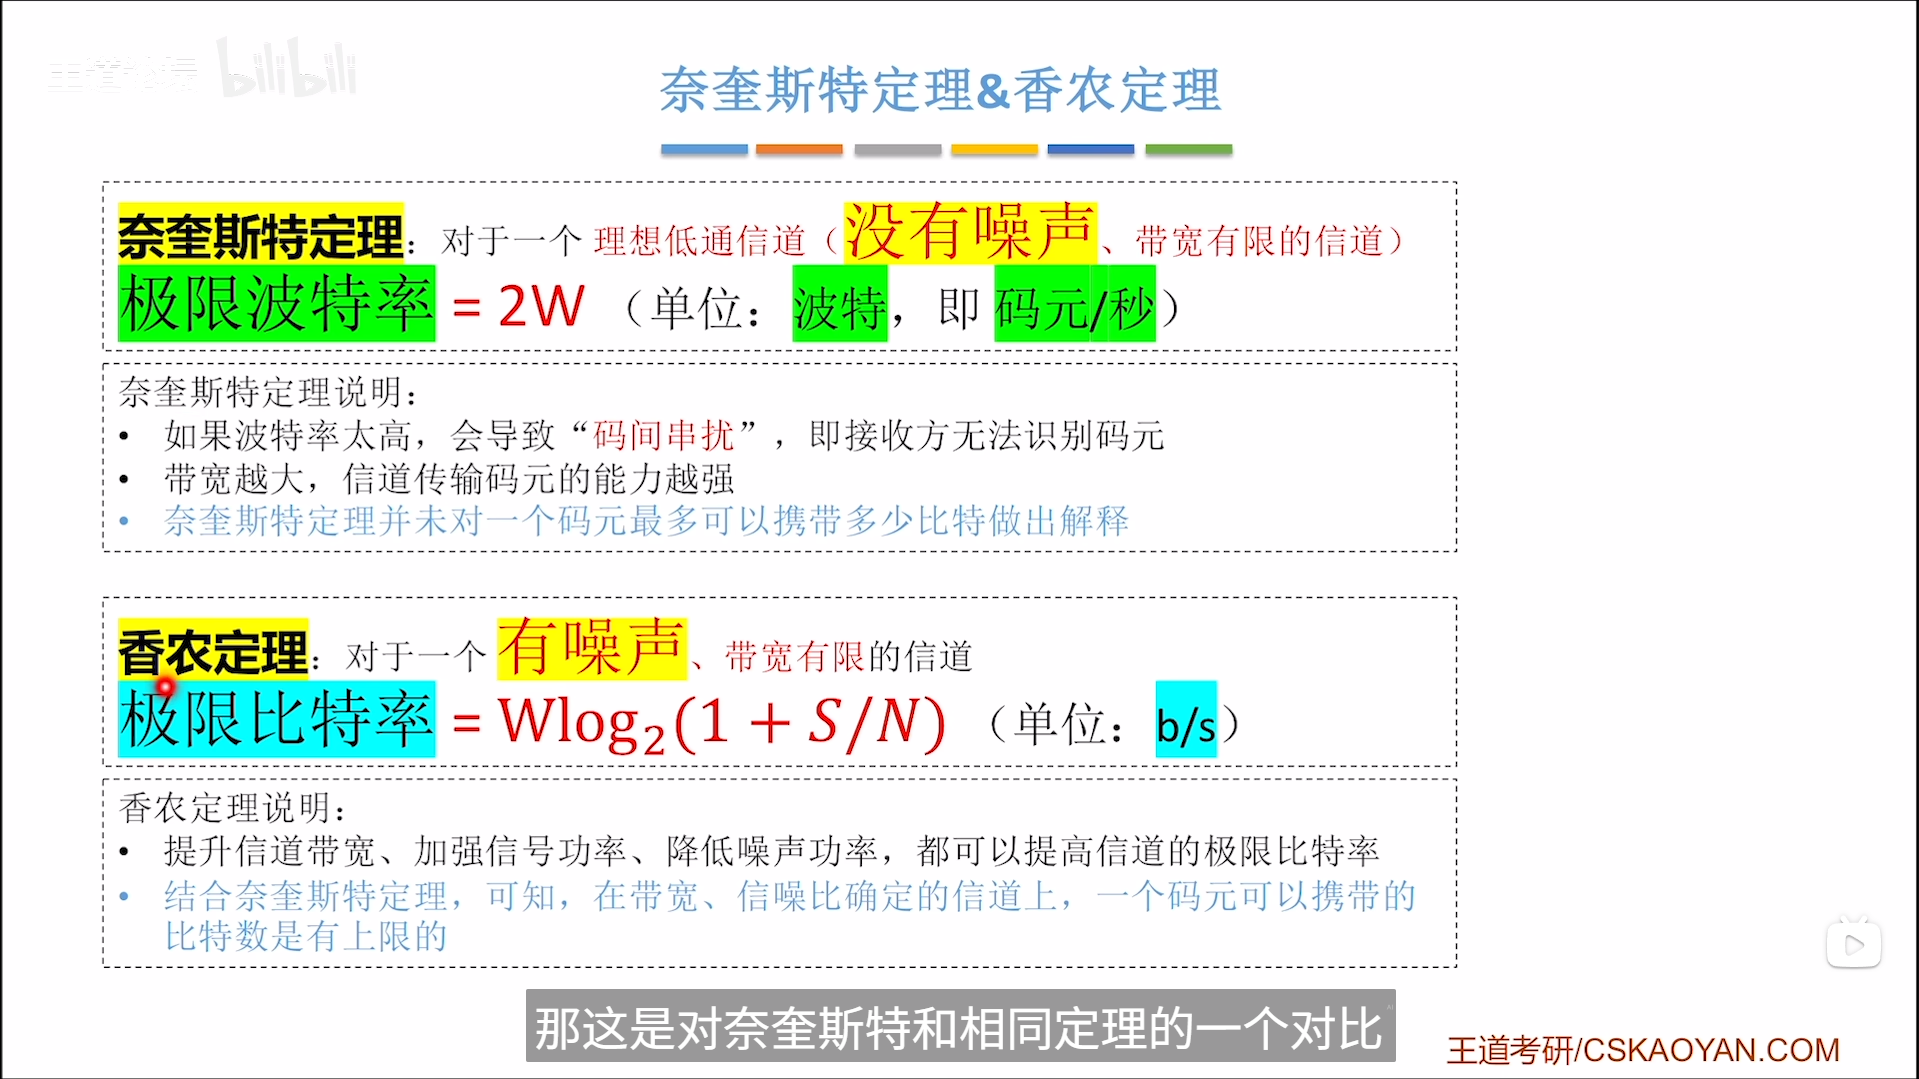 王道论坛 bilibili
奈奎斯特定理&香农定理
奈奎斯特定理：对于一个 理想低通信道（没有噪声、带宽有限的信道）
极限波特率 = 2W （单位：波特，即 码元/秒）
奈奎斯特定理说明：
• 如果波特率太高，会导致“码间串扰”，即接收方无法识别码元
• 带宽越大，信道传输码元的能力越强
• 奈奎斯特定理并未对一个码元最多可以携带多少比特做出解释
香农定理：对于一个 有噪声、带宽有限的信道
极限比特率 = Wlog₂(1 + S/N) （单位：b/s）
香农定理说明：
• 提升信道带宽、加强信号功率、降低噪声功率，都可以提高信道的极限比特率
• 结合奈奎斯特定理，可知，在带宽、信噪比确定的信道上，一个码元可以携带的
比特数是有上限的
那这是对奈奎斯特和相同定理的一个对比
王道考研/CSKAOYAN.COM